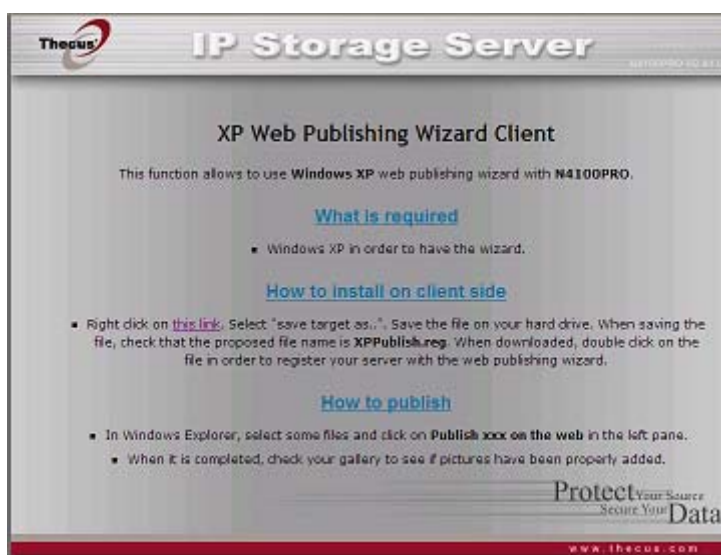 Thecus
IP Storage Server
XP Web Publishing Wizard Client
This function allows to use Windows XP web publishing wizard with N4100PRO.
What is required
▪ Windows XP in order to have the wizard.
How to install on client side
▪ Right click on this link. Select "save target as..". Save the file on your hard drive. When saving the
file, check that the proposed file name is XPPublish.reg. When downloaded, double click on the
file in order to register your server with the web publishing wizard.
How to publish
▪ In Windows Explorer, select some files and click on Publish xxx on the web in the left pane.
▪ When it is completed, check your gallery to see if pictures have been properly added.
Protect Your Source
Secure Your Data
www.thecus.com